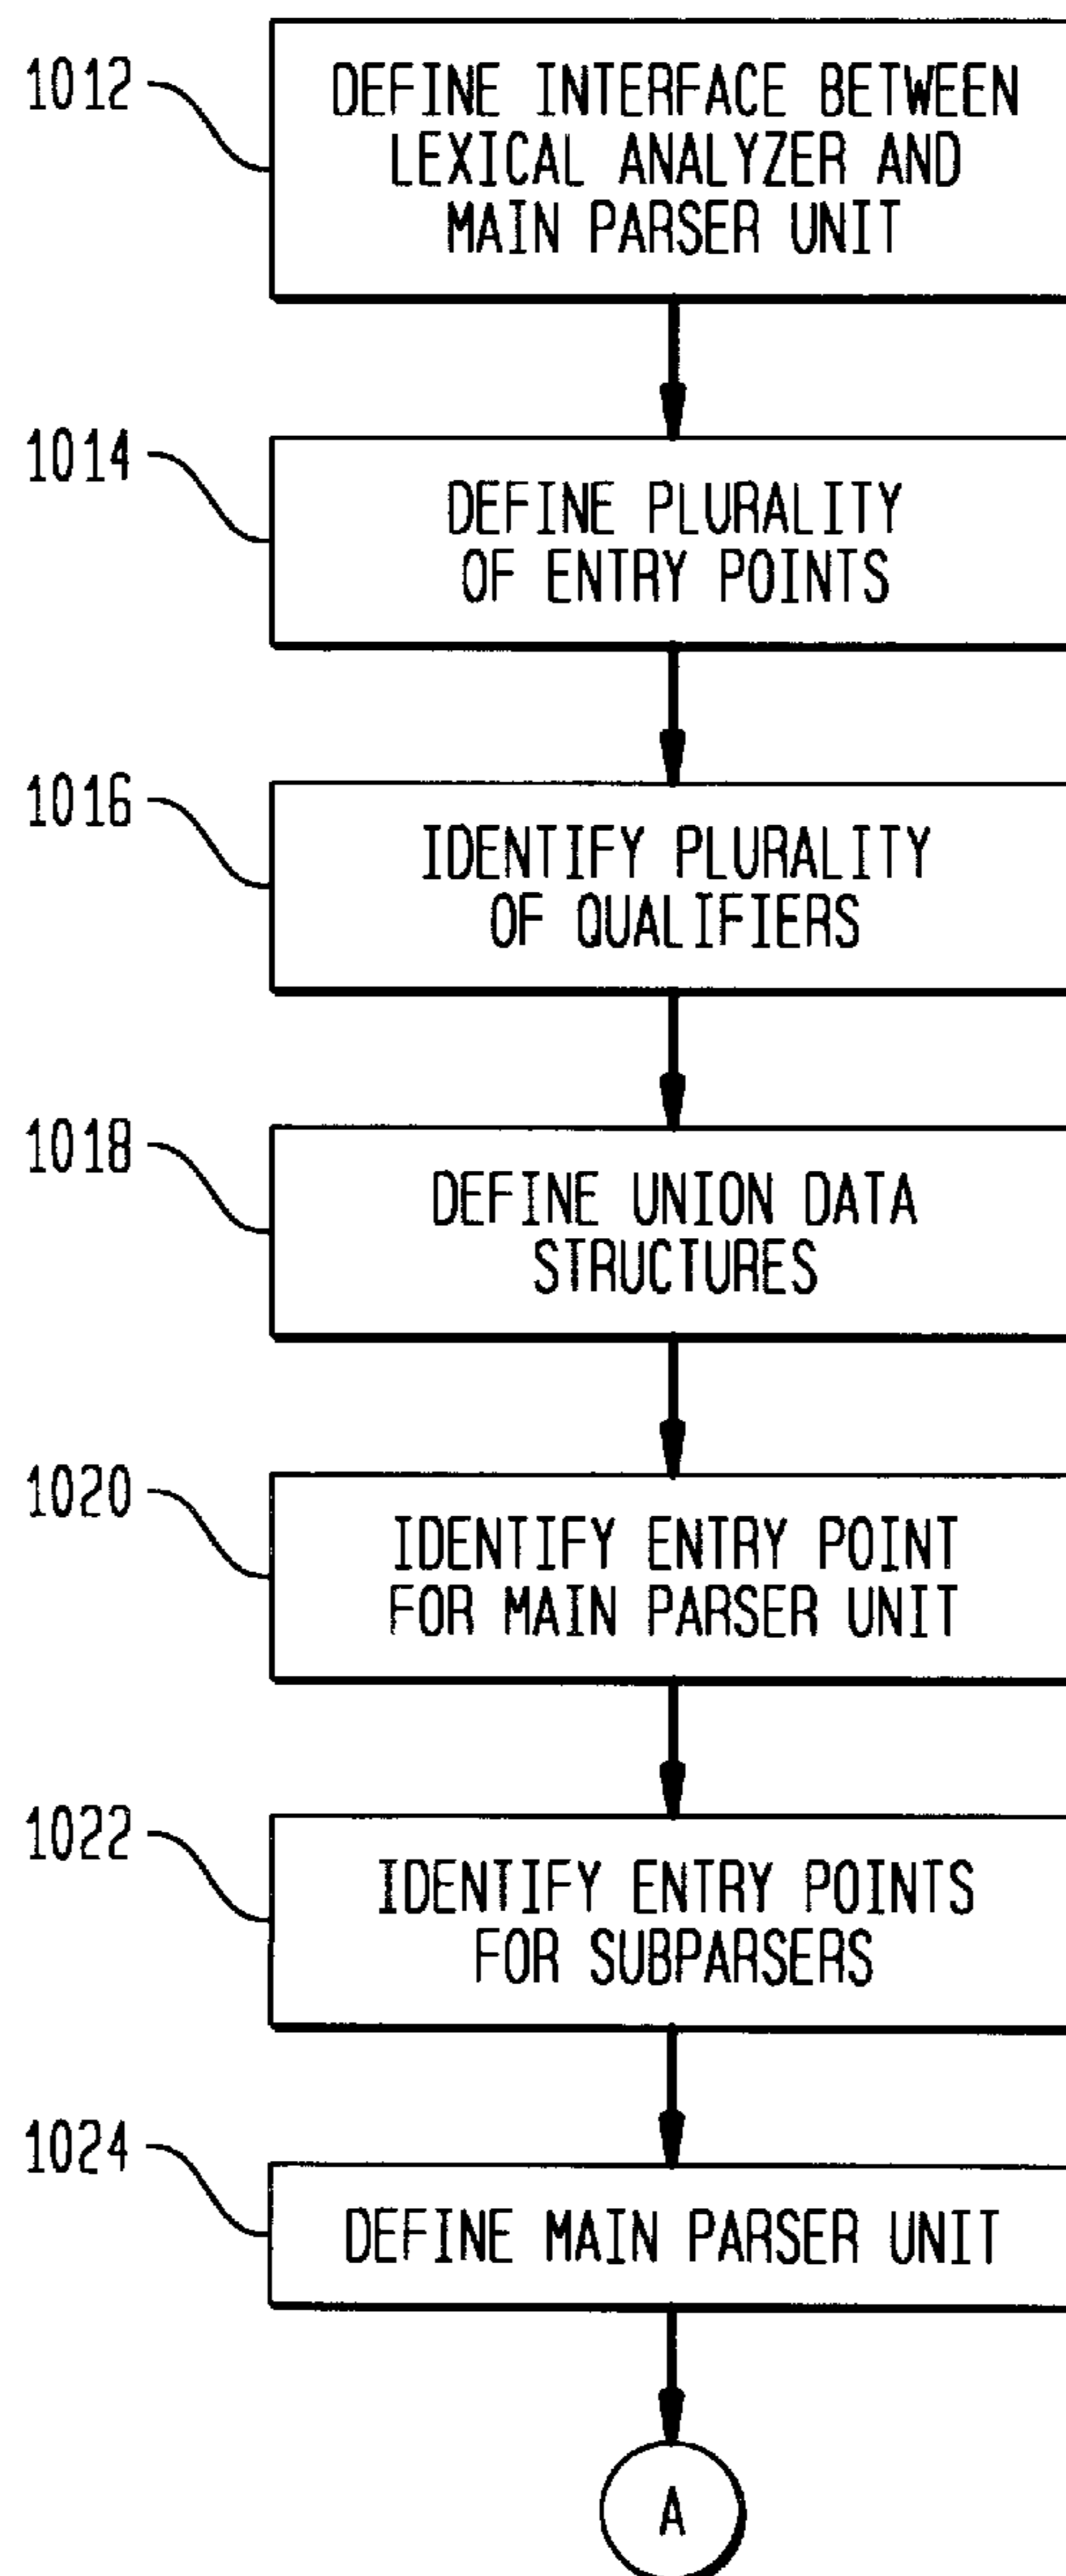 1012
DEFINE INTERFACE BETWEEN
LEXICAL ANALYZER AND
MAIN PARSER UNIT
1014
DEFINE PLURALITY
OF ENTRY POINTS
1016
IDENTIFY PLURALITY
OF QUALIFIERS
1018
DEFINE UNION DATA
STRUCTURES
1020
IDENTIFY ENTRY POINT
FOR MAIN PARSER UNIT
1022
IDENTIFY ENTRY POINTS
FOR SUBPARSERS
1024
DEFINE MAIN PARSER UNIT
A